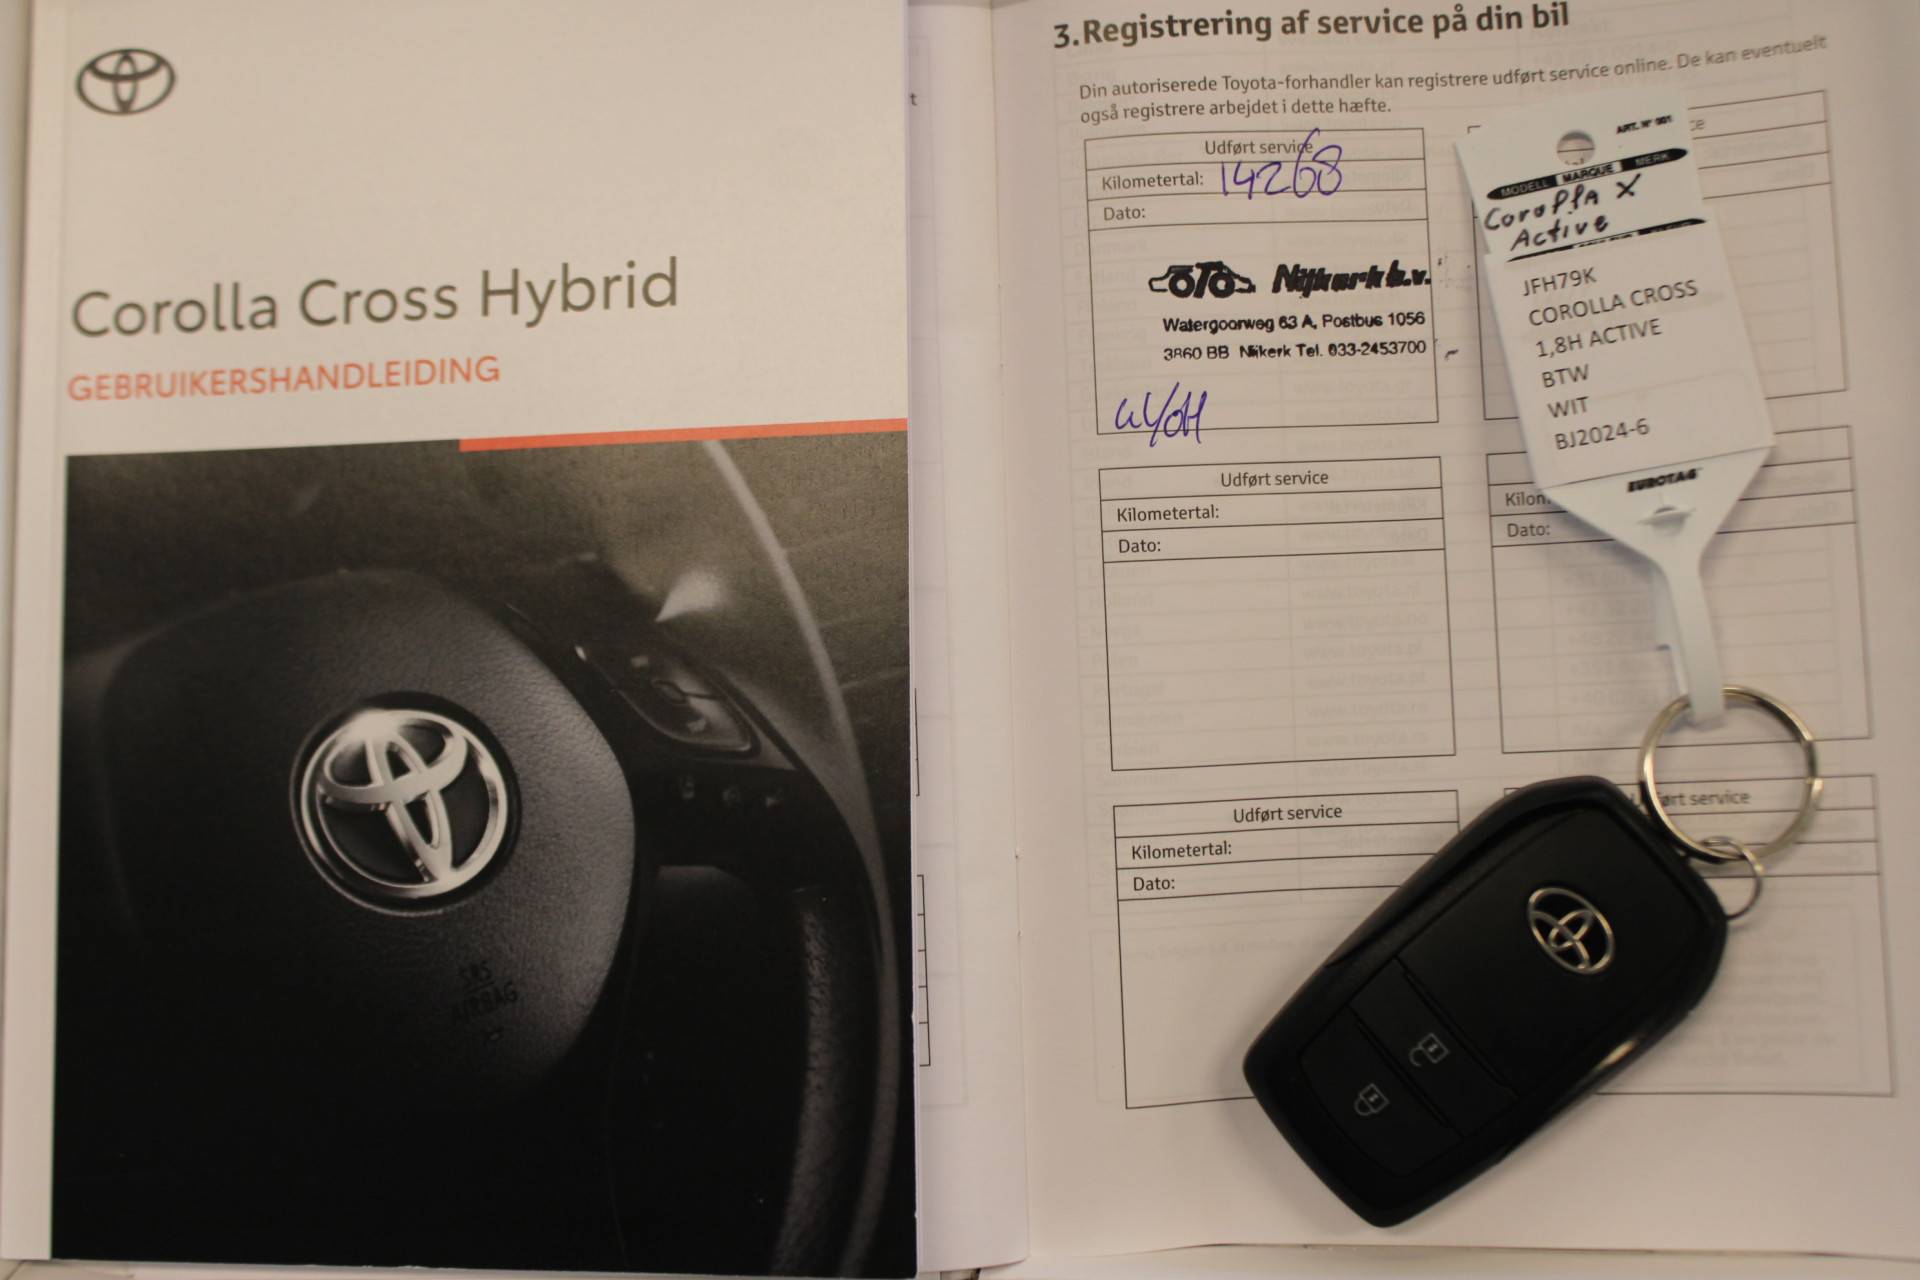 Corolla Cross Hybrid
GEBRUIKERSHANDLEIDING
SRS
AIRBAG
3. Registrering af service på din bil
Din autoriserede Toyota-forhandler kan registrere udført service online. De kan eventuelt
også registrere arbejdet i dette hæfte.
Udført service
Kilometertal: 14268
Dato:
OTO Nijkerk b.v.
Watergoorweg 63 A, Postbus 1056
3860 BB Nijkerk Tel. 033-2453700
Udført service
Kilometertal:
Dato:
Udført service
Kilometertal:
Dato:
ART. N° 001
MODELL MARQUE MERK
Corolla X
Active
JFH79K
COROLLA CROSS
1,8H ACTIVE
BTW
WIT
BJ2024-6
EUROTAG
Dato:
service